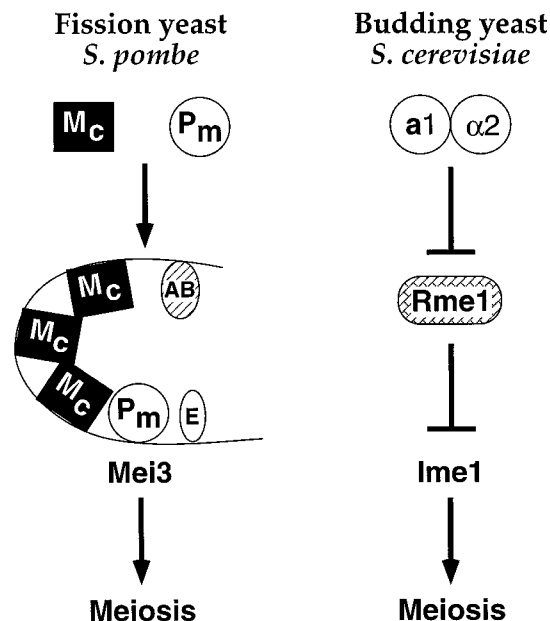 Fission yeast
S. pombe
Mc
Pm
Mc
AB
Mc
Mc
Pm
E
Mei3
Meiosis
Budding yeast
S. cerevisiae
a1
α2
Rme1
Ime1
Meiosis